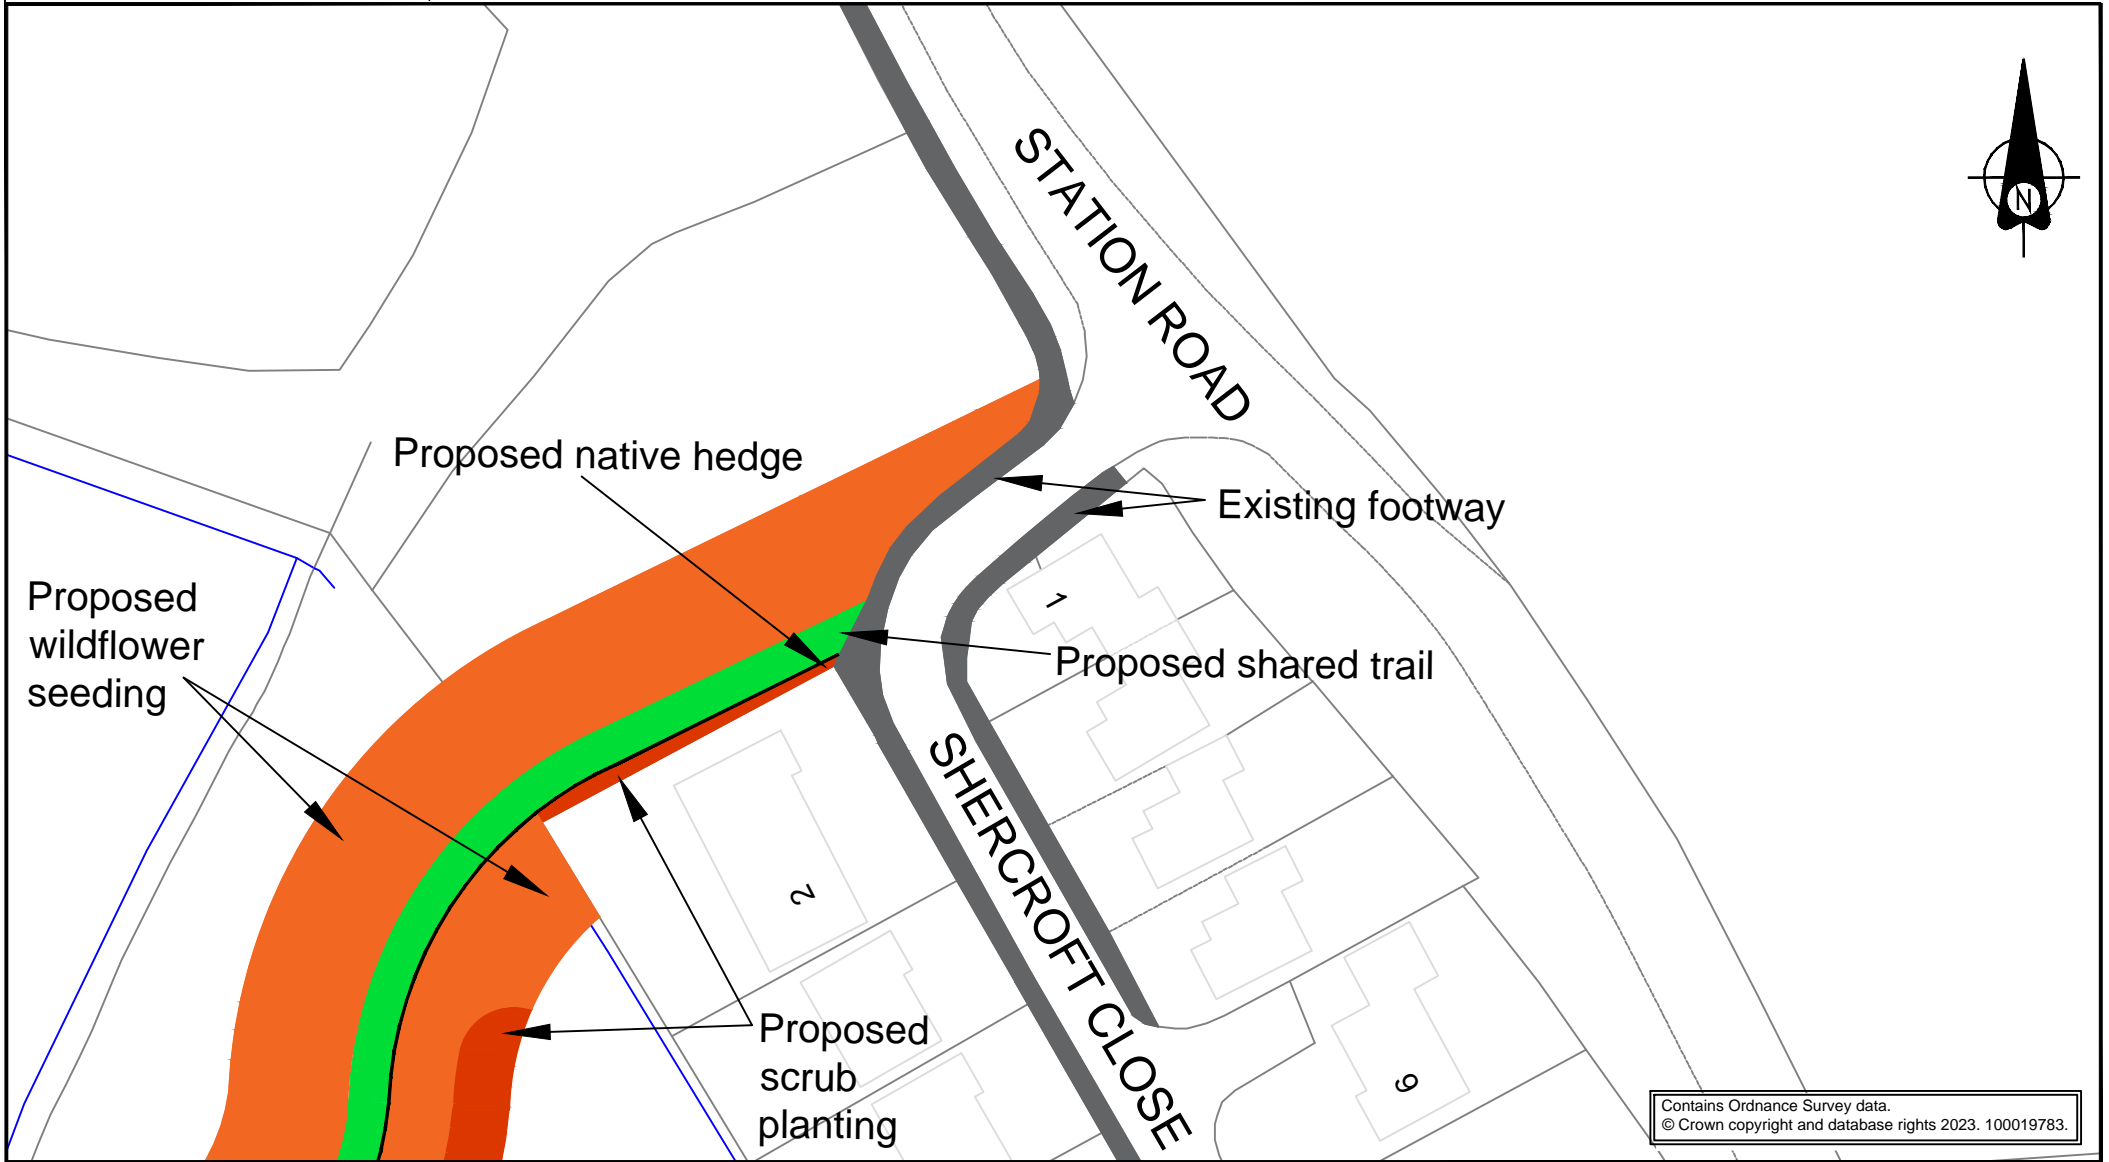 STATION ROAD
N
Proposed native hedge
Existing footway
Proposed
wildflower
seeding
1
Proposed shared trail
SHERCROFT CLOSE
2
Proposed
scrub
planting
9
Contains Ordnance Survey data.
© Crown copyright and database rights 2023. 100019783.